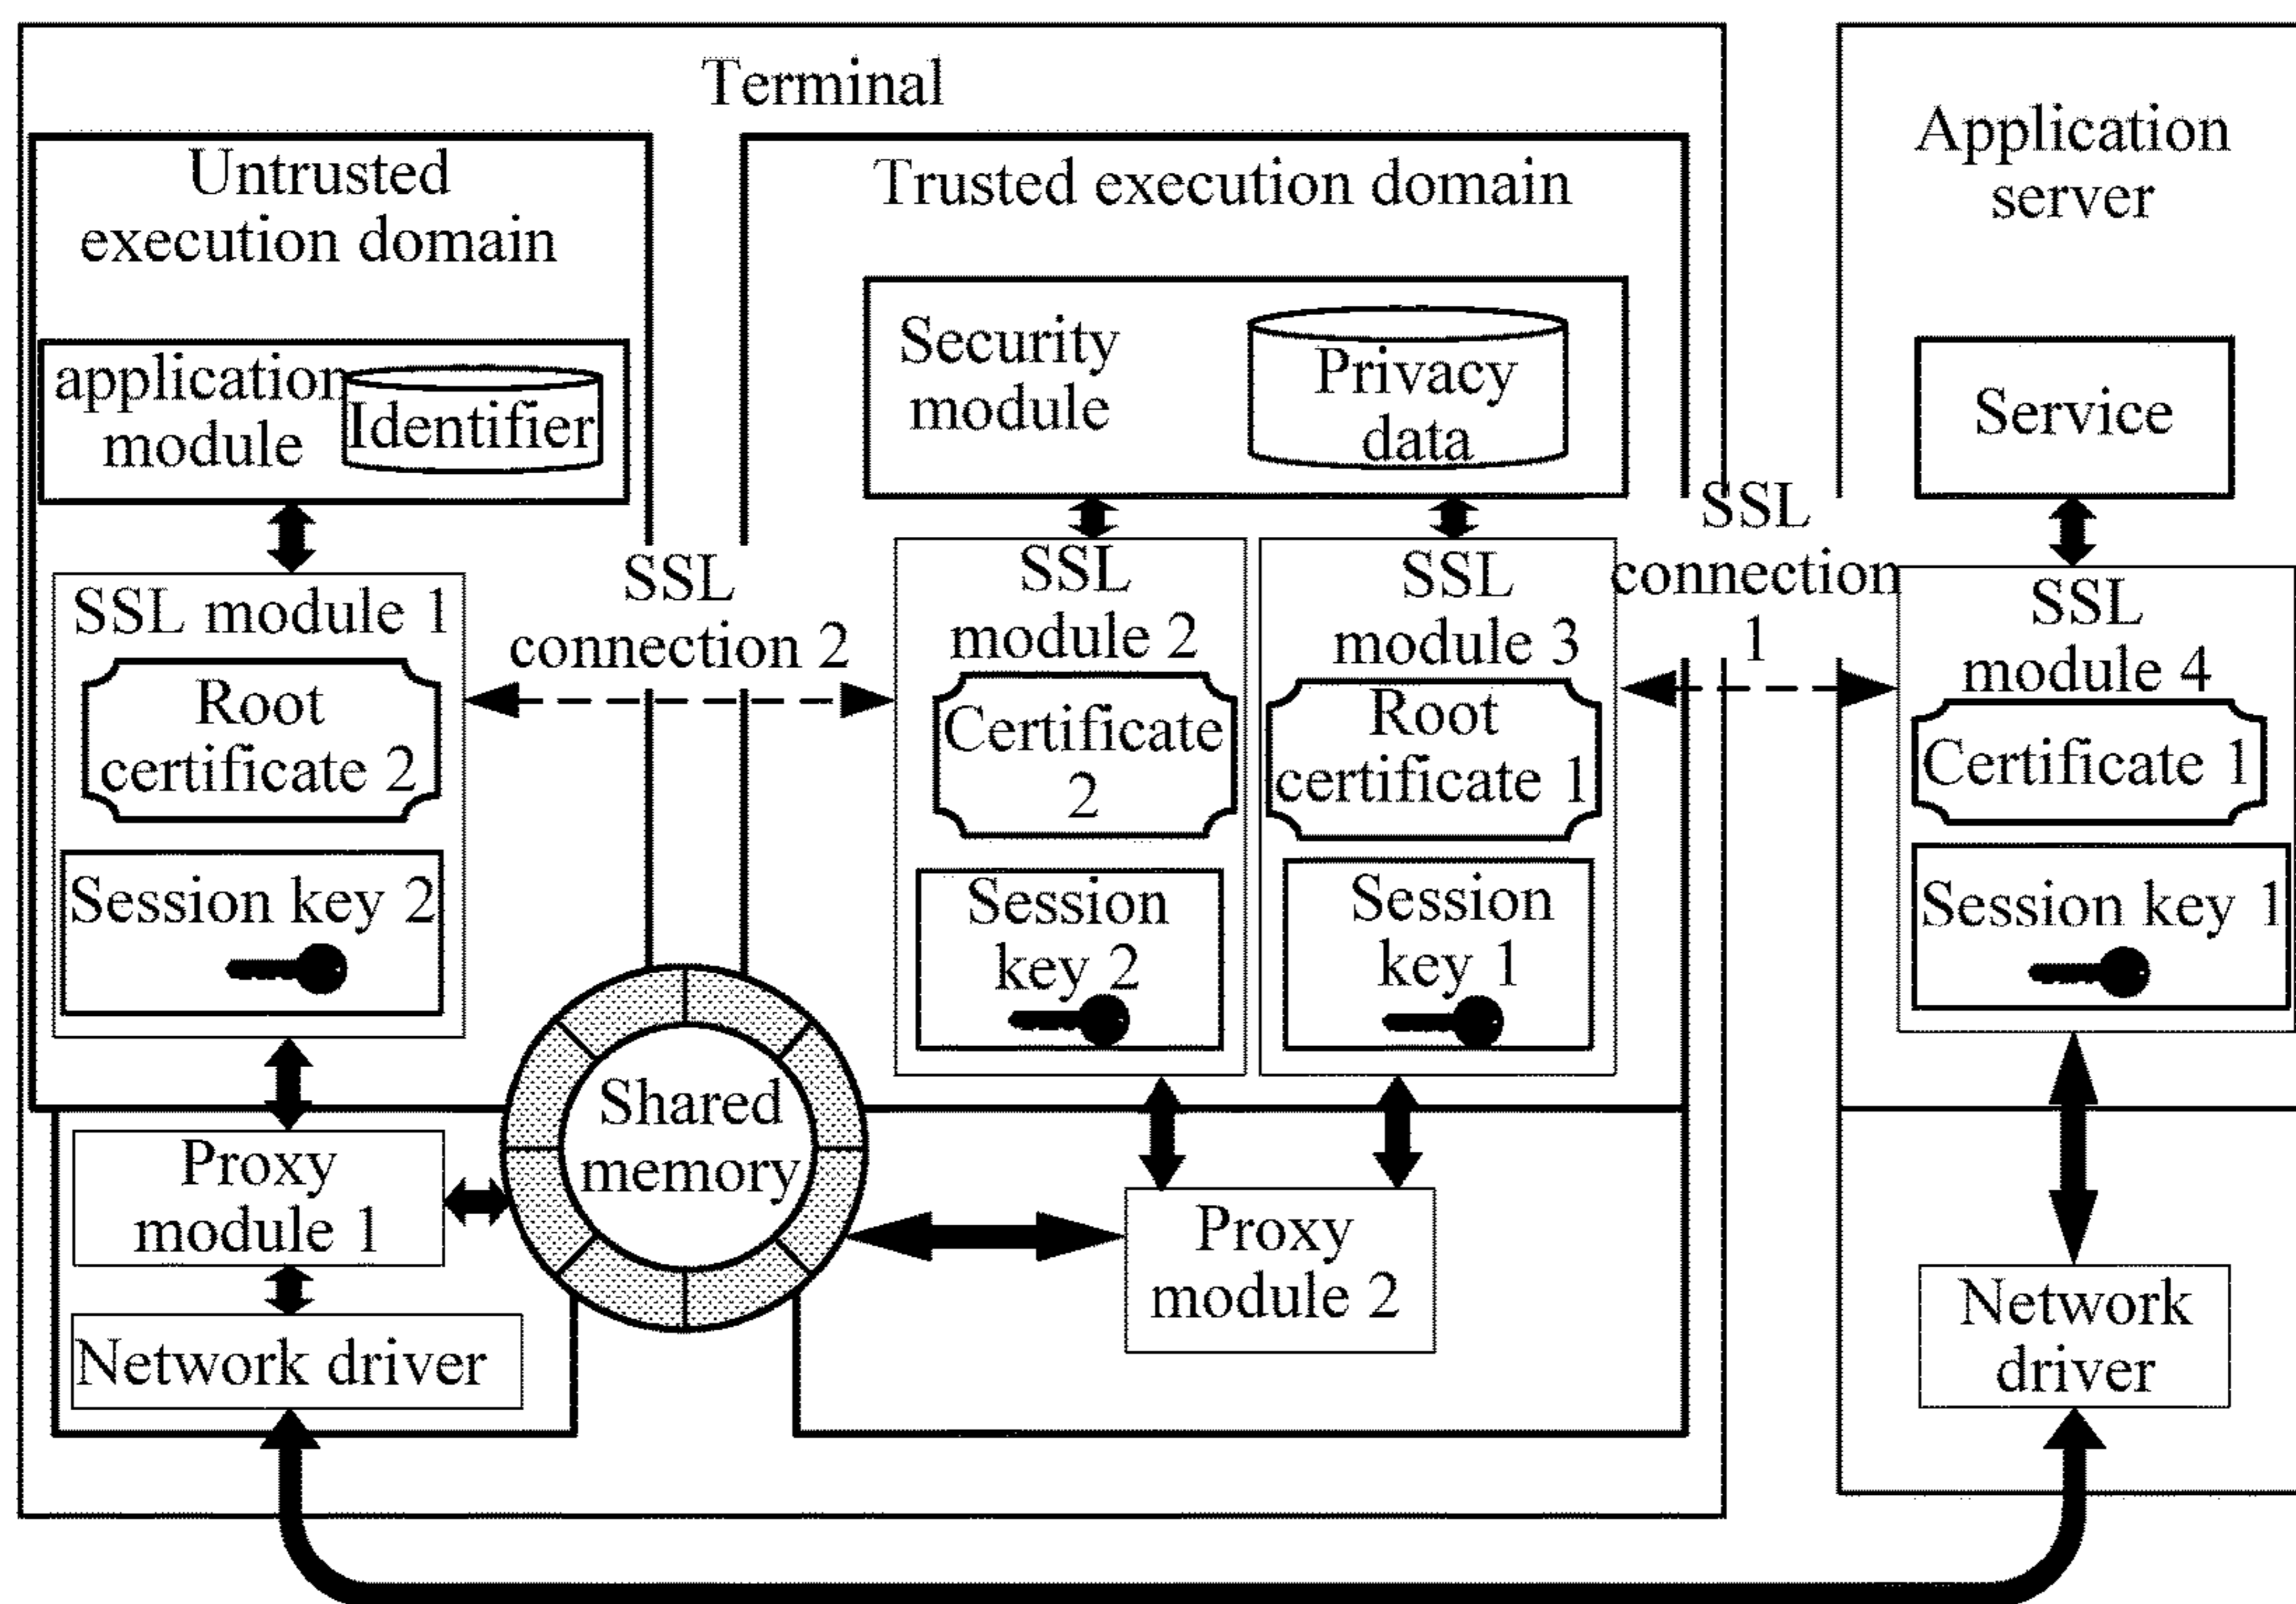 Terminal
Untrusted
execution domain
application
module
Identifier
SSL module 1
Root
certificate 2
Session key 2
Proxy
module 1
Network driver
SSL
connection 2
Shared
memory
Trusted execution domain
Security
module
Privacy
data
SSL
module 2
Certificate
2
Session
key 2
SSL
module 3
Root
certificate 1
Session
key 1
Proxy
module 2
SSL
connection
1
Application
server
Service
SSL
module 4
Certificate 1
Session key 1
Network
driver